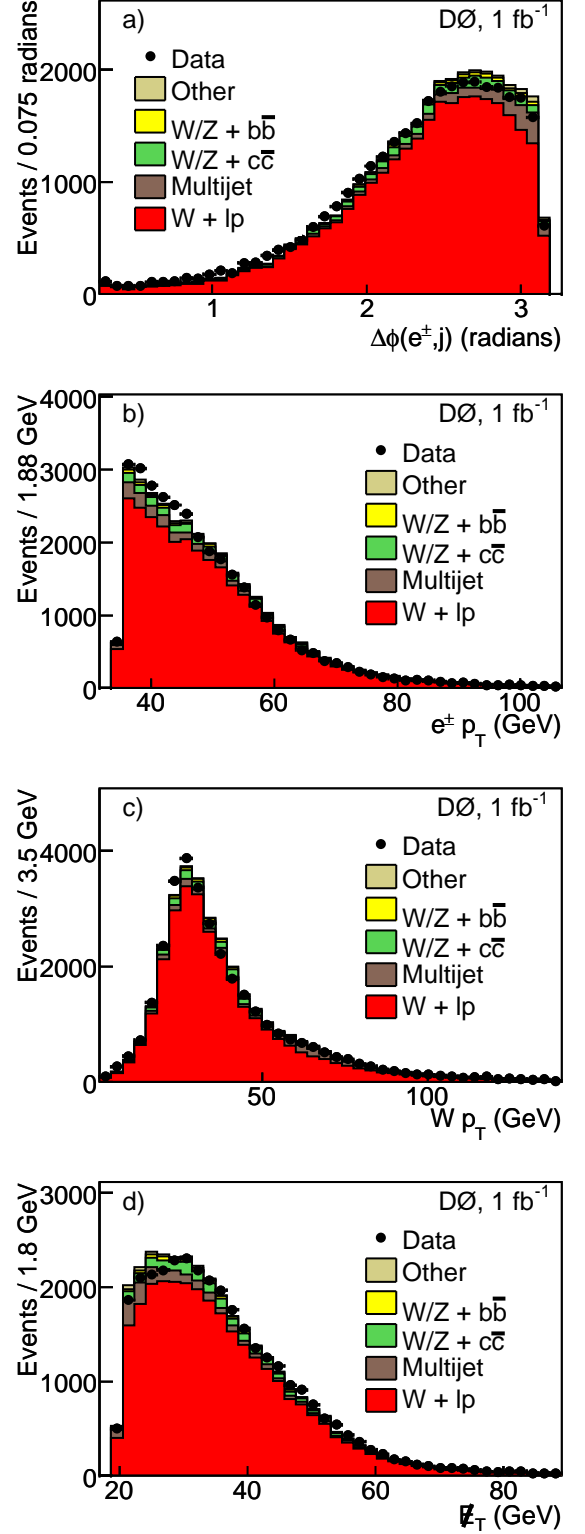 a) DØ, 1 fb-1
Data
Other
W/Z + bb̄
W/Z + cc̄
Multijet
W + lp
Events / 0.075 radians
2000
1000
0
1 2 3
Δϕ(e±,j) (radians)
b) DØ, 1 fb-1
Data
Other
W/Z + bb̄
W/Z + cc̄
Multijet
W + lp
Events / 1.88 GeV
4000
3000
2000
1000
0
40 60 80 100
e± pT (GeV)
c) DØ, 1 fb-1
Data
Other
W/Z + bb̄
W/Z + cc̄
Multijet
W + lp
Events / 3.5 GeV
4000
2000
0
50 100
W pT (GeV)
d) DØ, 1 fb-1
Data
Other
W/Z + bb̄
W/Z + cc̄
Multijet
W + lp
Events / 1.8 GeV
3000
2000
1000
0
20 40 60 80
E̸T (GeV)